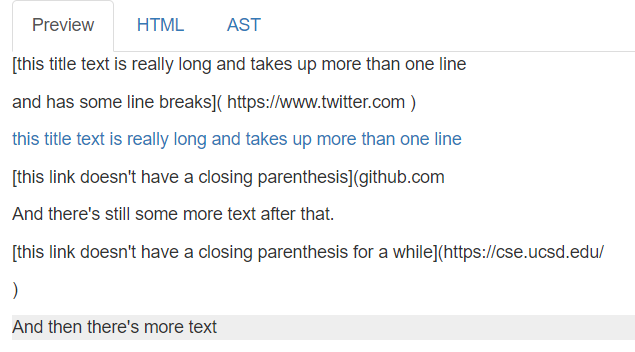 Preview HTML AST
[this title text is really long and takes up more than one line
and has some line breaks]( https://www.twitter.com )
this title text is really long and takes up more than one line
[this link doesn't have a closing parenthesis](github.com
And there's still some more text after that.
[this link doesn't have a closing parenthesis for a while](https://cse.ucsd.edu/
)
And then there's more text